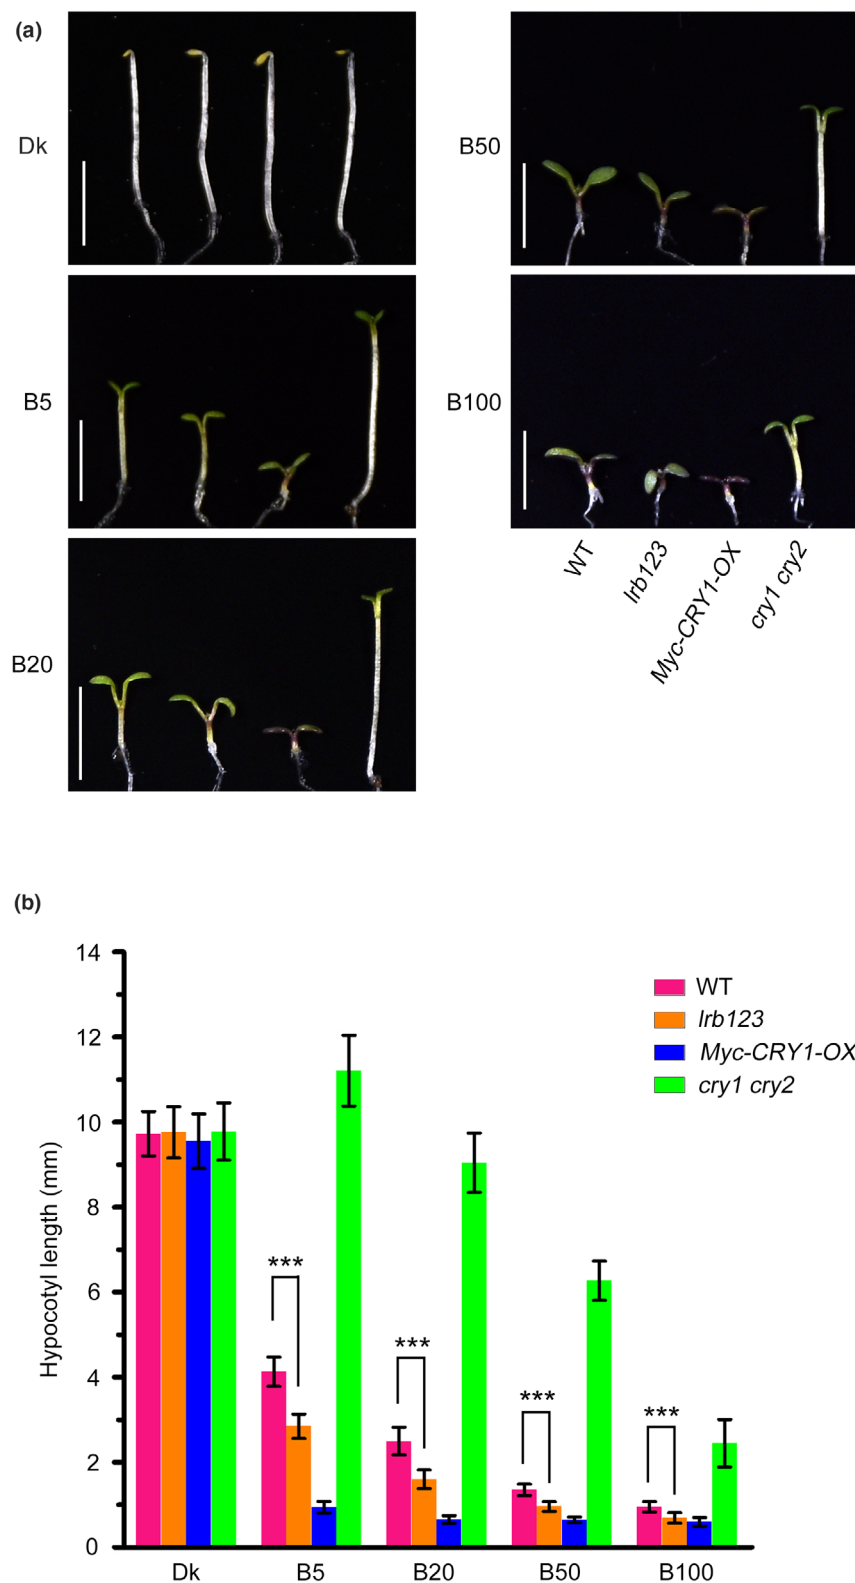 (a)
Dk
B5
B20
B50
B100
WT
lrb123
Myc-CRY1-OX
cry1 cry2
(b)
Hypocotyl length (mm)
14
12
10
8
6
4
2
0
WT
lrb123
Myc-CRY1-OX
cry1 cry2
***
***
***
***
Dk B5 B20 B50 B100